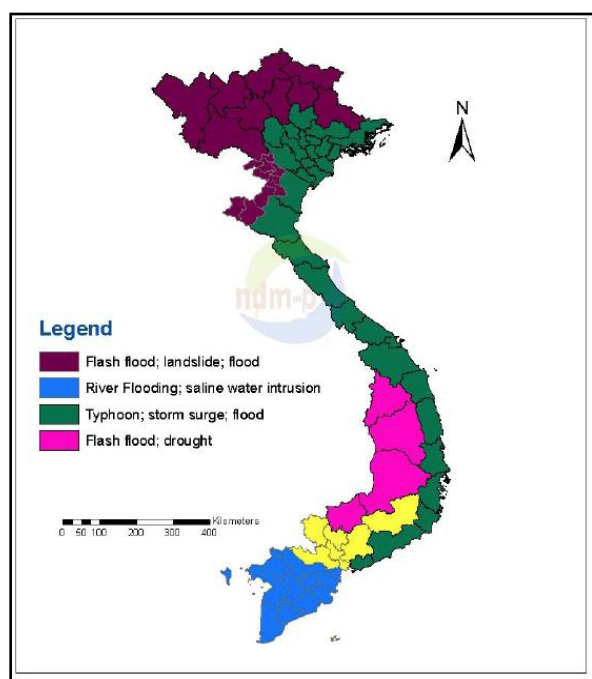 N
ndm-p
Legend
Flash flood; landslide; flood
River Flooding; saline water intrusion
Typhoon; storm surge; flood
Flash flood; drought
Kilometers
0 50 100 200 300 400